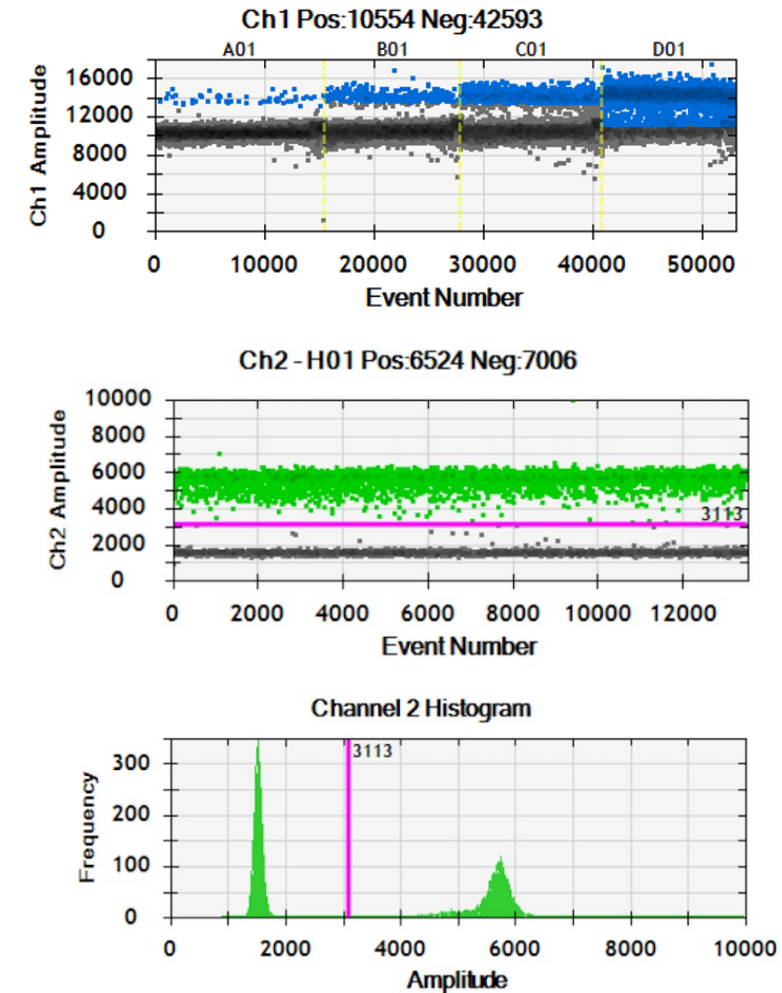 Ch1 Pos:10554 Neg:42593
A01 B01 C01 D01
Ch1 Amplitude
16000
12000
8000
4000
0
0 10000 20000 30000 40000 50000
Event Number
Ch2 - H01 Pos:6524 Neg:7006
Ch2 Amplitude
10000
8000
6000
4000
2000
0
3113
0 2000 4000 6000 8000 10000 12000
Event Number
Channel 2 Histogram
Frequency
300
200
100
0
3113
0 2000 4000 6000 8000 10000
Amplitude